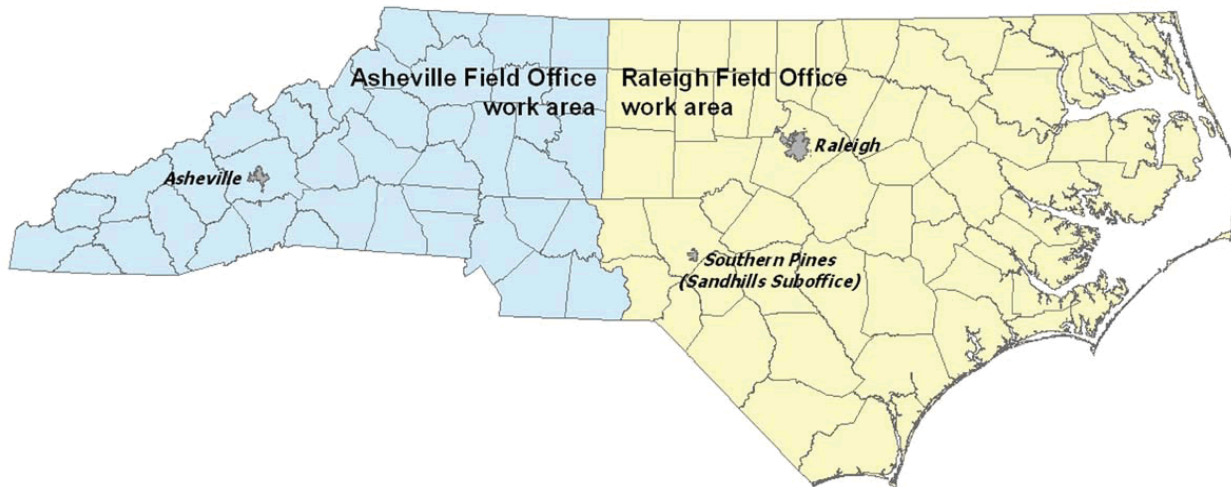 Asheville Field Office
work area
Raleigh Field Office
work area
Raleigh
Asheville
Southern Pines
(Sandhills Suboffice)